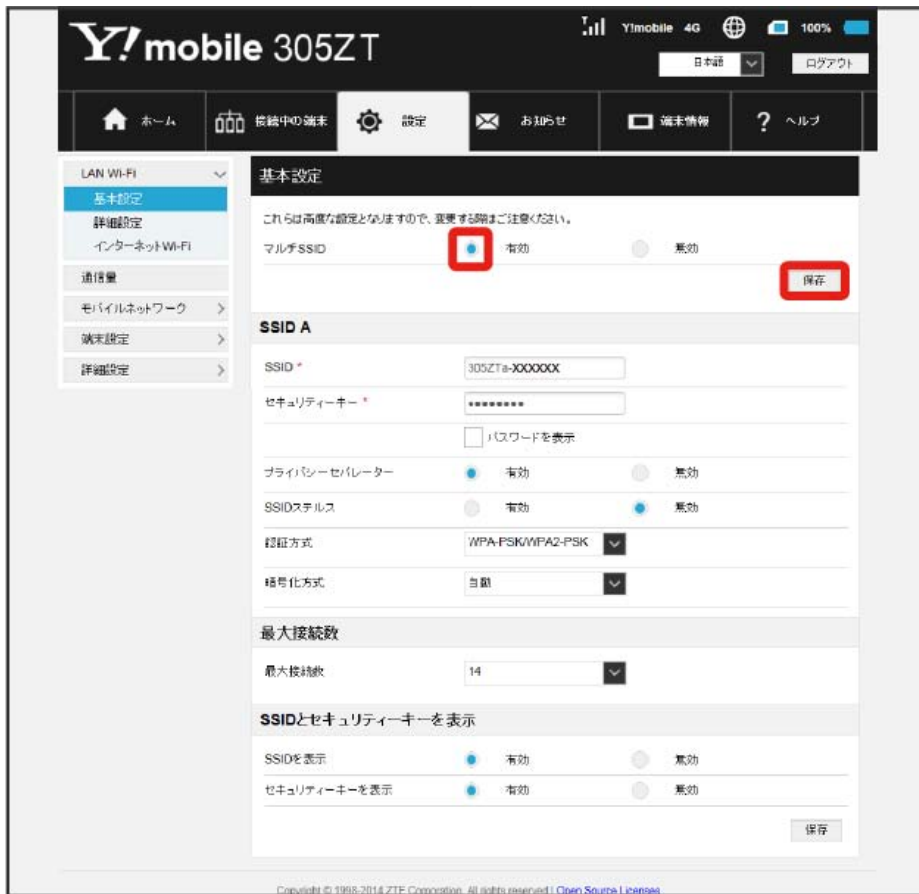 Y!mobile 305ZT
Y!mobile 4G 100%
日本語 ログアウト
ホーム 接続中の端末 設定 お知らせ 端末情報 ? ヘルプ
LAN Wi-Fi
基本設定
詳細設定
インターネットWi-Fi
通信量
モバイルネットワーク
端末設定
詳細設定
基本設定
これらは高度な設定となりますので、変更する際はご注意ください。
マルチSSID 有効 無効
保存
SSID A
SSID * 305ZTa-XXXXXX
セキュリティーキー * ••••••••
パスワードを表示
プライバシーセパレーター 有効 無効
SSIDステルス 有効 無効
認証方式 WPA-PSK/WPA2-PSK
暗号化方式 自動
最大接続数
最大接続数 14
SSIDとセキュリティーキーを表示
SSIDを表示 有効 無効
セキュリティーキーを表示 有効 無効
保存
Copyright © 1998-2014 ZTE Corporation. All rights reserved | Open Source Licenses